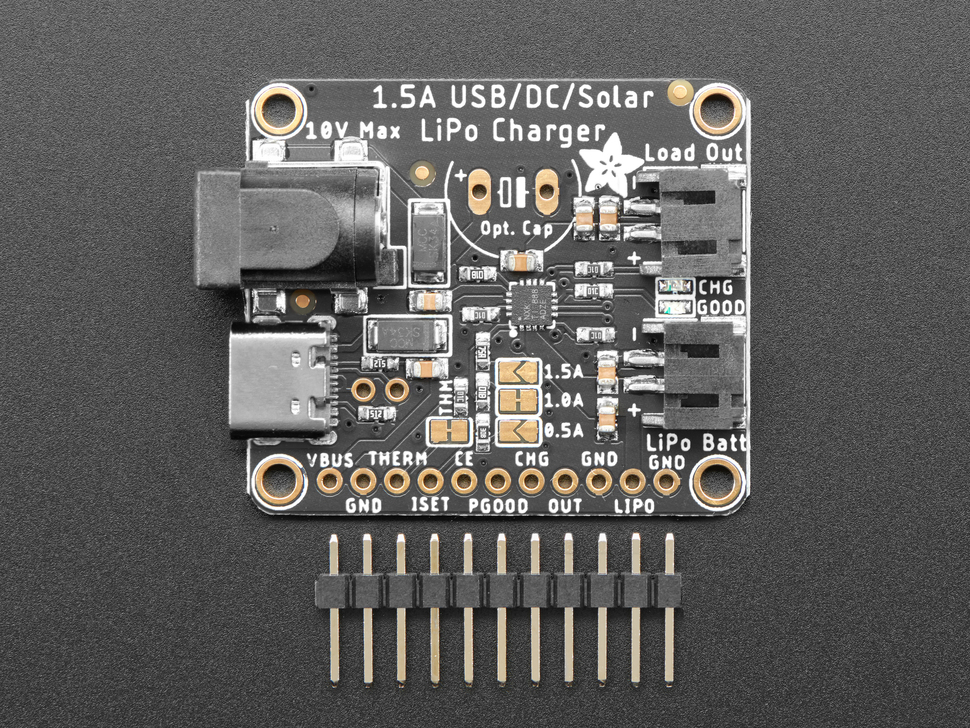 1.5A USB/DC/Solar
10V Max LiPo Charger
Load Out
+ -
Opt. Cap
+
CHG
GOOD
-
+
1.5A
1.0A
0.5A
THM
LiPo Batt
VBUS THERM CE CHG GND GND
GND ISET PGOOD OUT LIPO